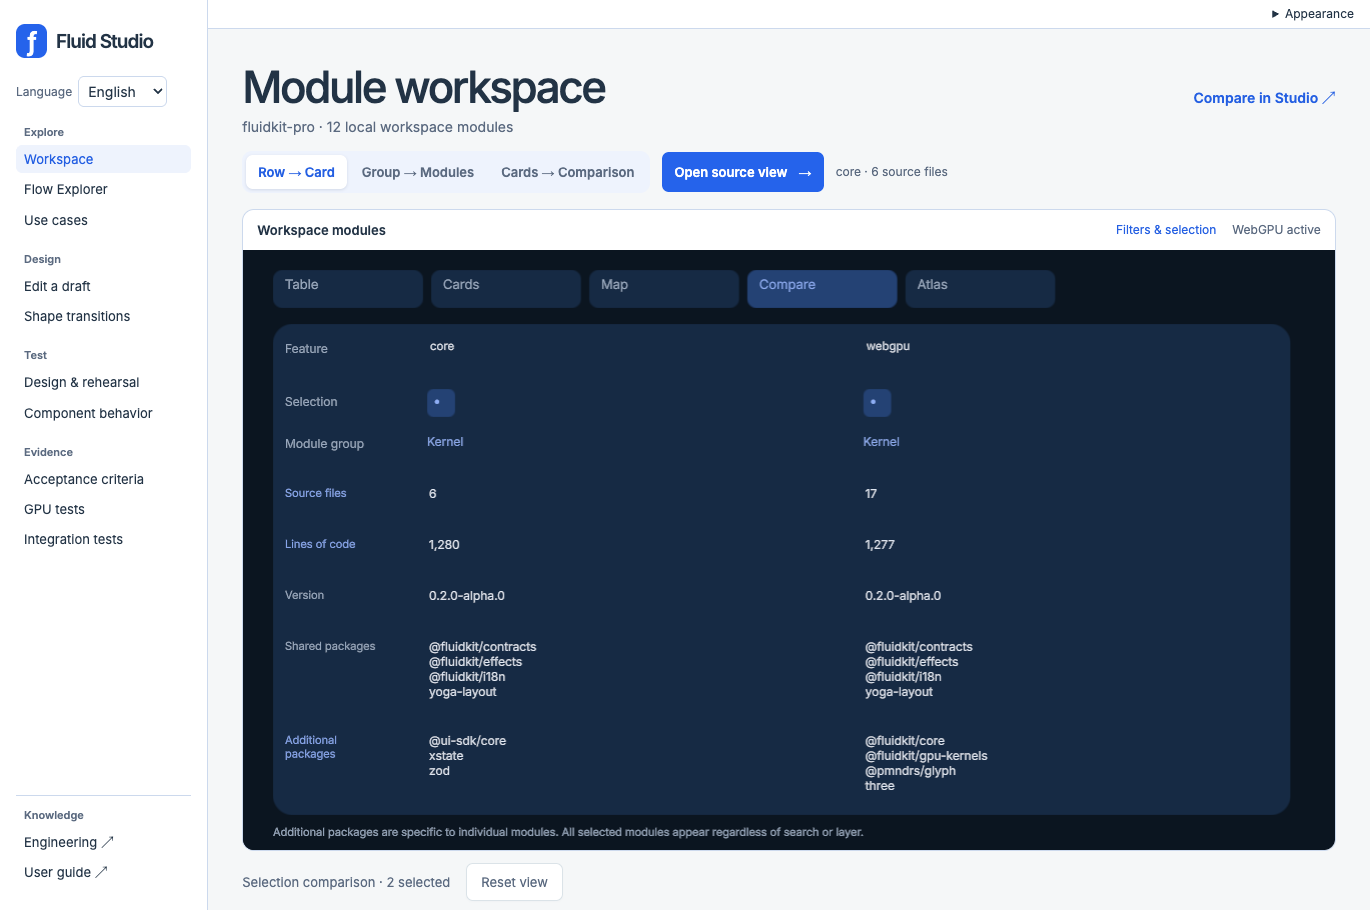 Fluid Studio
Language English
Explore
Workspace
Flow Explorer
Use cases
Design
Edit a draft
Shape transitions
Test
Design & rehearsal
Component behavior
Evidence
Acceptance criteria
GPU tests
Integration tests
Knowledge
Engineering ↗
User guide ↗
▶ Appearance
Module workspace
Compare in Studio ↗
fluidkit-pro · 12 local workspace modules
Row → Card Group → Modules Cards → Comparison Open source view → core · 6 source files
Workspace modules Filters & selection WebGPU active
Table Cards Map Compare Atlas
Feature core webgpu
Selection
Module group Kernel Kernel
Source files 6 17
Lines of code 1,280 1,277
Version 0.2.0-alpha.0 0.2.0-alpha.0
Shared packages @fluidkit/contracts @fluidkit/contracts
@fluidkit/effects @fluidkit/effects
@fluidkit/i18n @fluidkit/i18n
yoga-layout yoga-layout
Additional @ui-sdk/core @fluidkit/core
packages xstate @fluidkit/gpu-kernels
zod @pmndrs/glyph
three
Additional packages are specific to individual modules. All selected modules appear regardless of search or layer.
Selection comparison · 2 selected Reset view